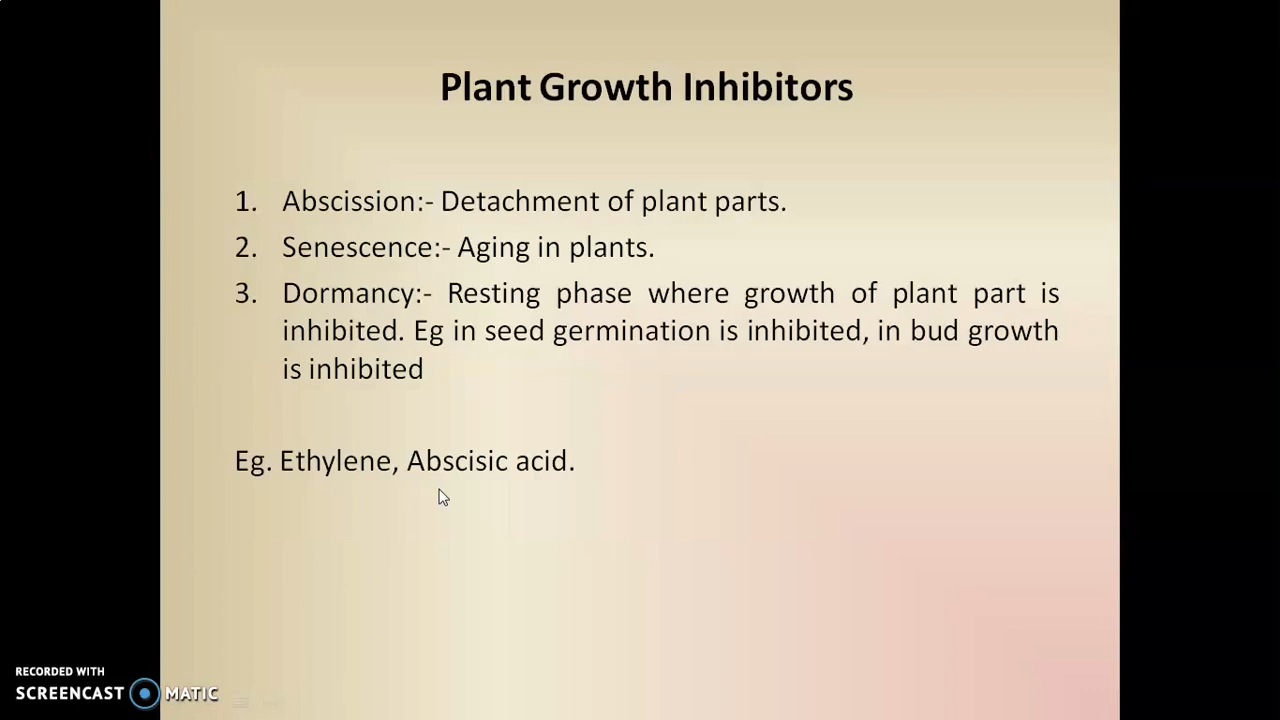 Plant Growth Inhibitors
1. Abscission:- Detachment of plant parts.
2. Senescence:- Aging in plants.
3. Dormancy:- Resting phase where growth of plant part is
inhibited. Eg in seed germination is inhibited, in bud growth
is inhibited
Eg. Ethylene, Abscisic acid.
RECORDED WITH
SCREENCAST MATIC